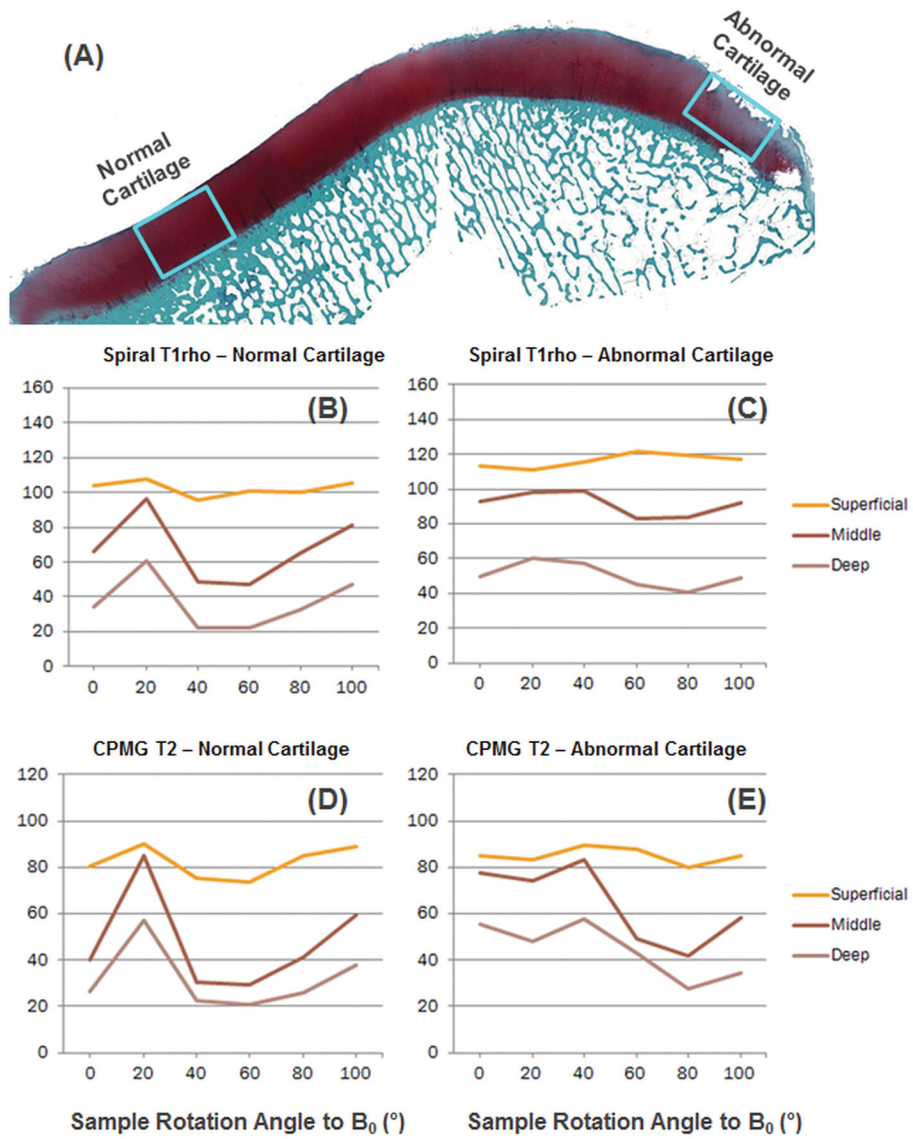 (A)
Normal
Cartilage
Abnormal
Cartilage
Spiral T1rho – Normal Cartilage
(B)
160
140
120
100
80
60
40
20
0
0 20 40 60 80 100
Spiral T1rho – Abnormal Cartilage
(C)
160
140
120
100
80
60
40
20
0
0 20 40 60 80 100
Superficial
Middle
Deep
CPMG T2 – Normal Cartilage
(D)
120
100
80
60
40
20
0
0 20 40 60 80 100
Sample Rotation Angle to B₀ (°)
CPMG T2 – Abnormal Cartilage
(E)
120
100
80
60
40
20
0
0 20 40 60 80 100
Sample Rotation Angle to B₀ (°)
Superficial
Middle
Deep